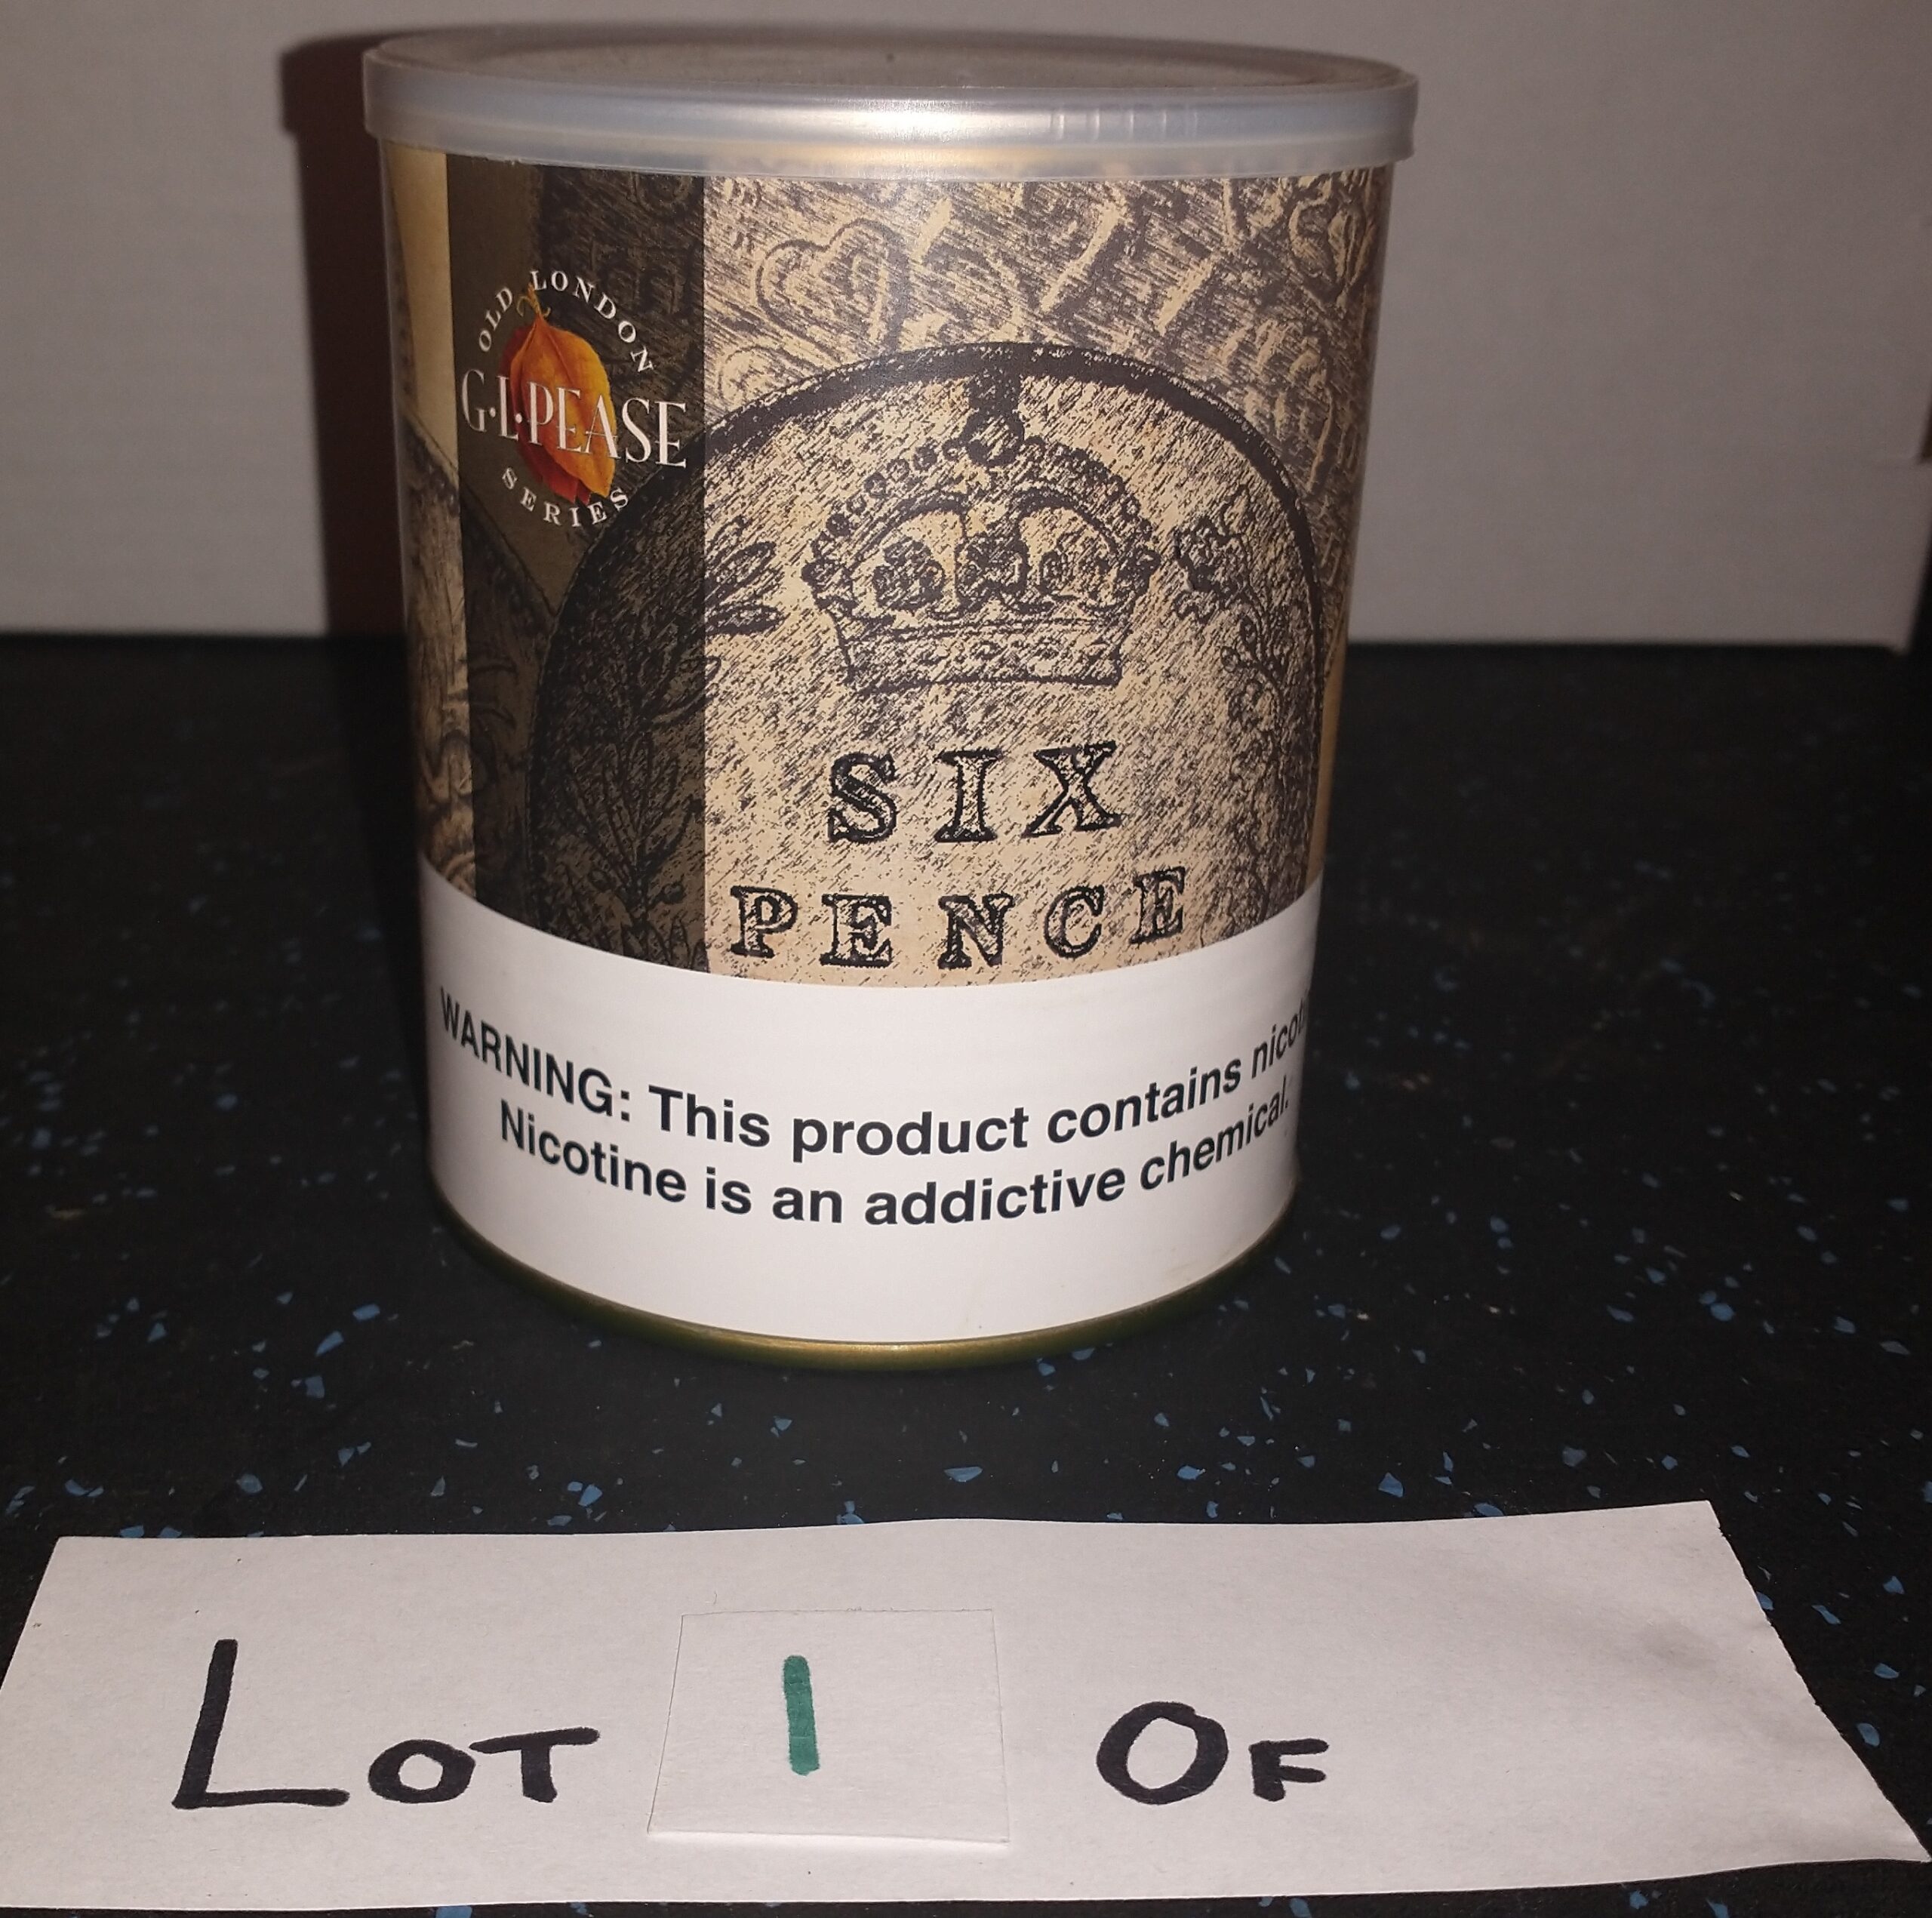 OLD LONDON
G·L·PEASE
SERIES
SIX
PENCE
WARNING: This product contains
Nicotine is an addictive chemical.
LOT 1 OF